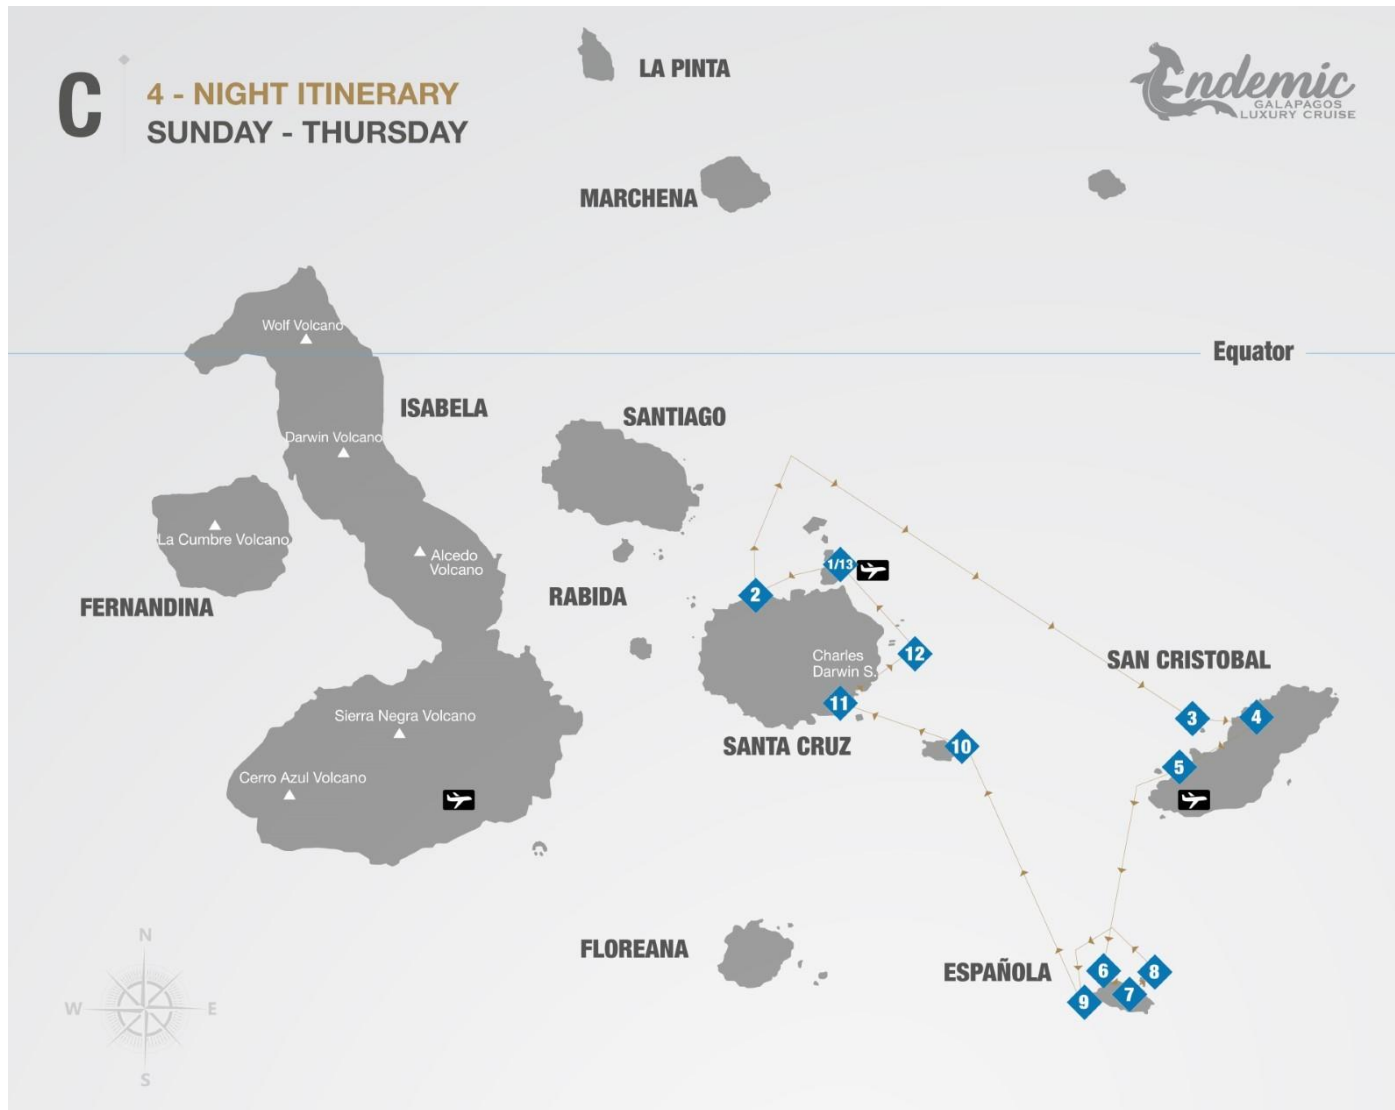 C
4 - NIGHT ITINERARY
SUNDAY - THURSDAY
LA PINTA
Endemic
GALAPAGOS
LUXURY CRUISE
MARCHENA
Wolf Volcano
Equator
ISABELA
SANTIAGO
Darwin Volcano
La Cumbre Volcano
Alcedo
Volcano
FERNANDINA
RABIDA
1/13
2
12
Charles
Darwin S.
SAN CRISTOBAL
11
3
4
Sierra Negra Volcano
SANTA CRUZ
10
5
Cerro Azul Volcano
FLOREANA
ESPAÑOLA
6
8
7
9
N
W
E
S